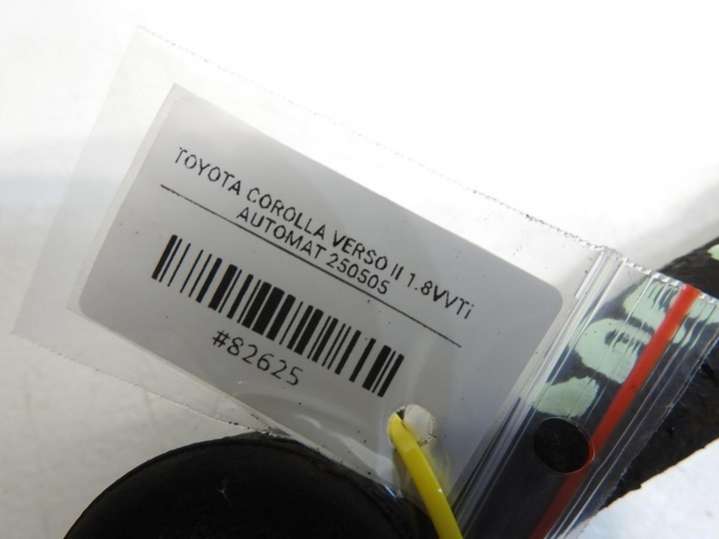 TOYOTA COROLLA VERSO II 1.8VVTi
AUTOMAT 250505
#82625